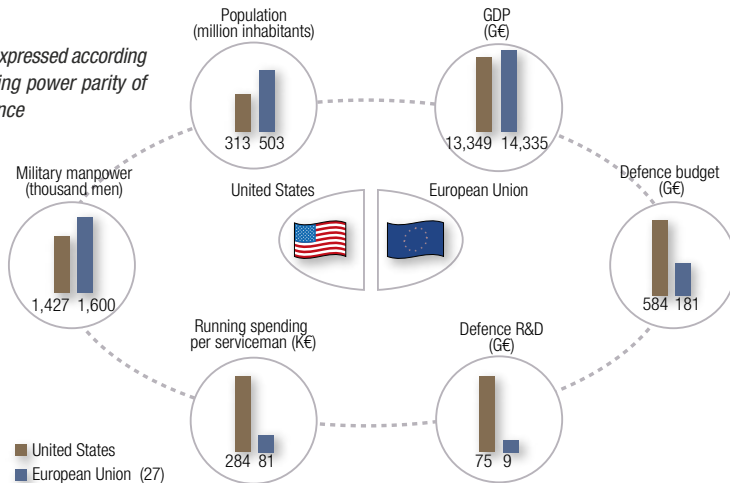 Population
(million inhabitants)
GDP
(G€)
xpressed according
ing power parity of
nce
313 503
13,349 14,335
Military manpower
(thousand men)
United States
European Union
Defence budget
(G€)
1,427 1,600
584 181
Running spending
per serviceman (K€)
Defence R&D
(G€)
284 81
75 9
United States
European Union (27)